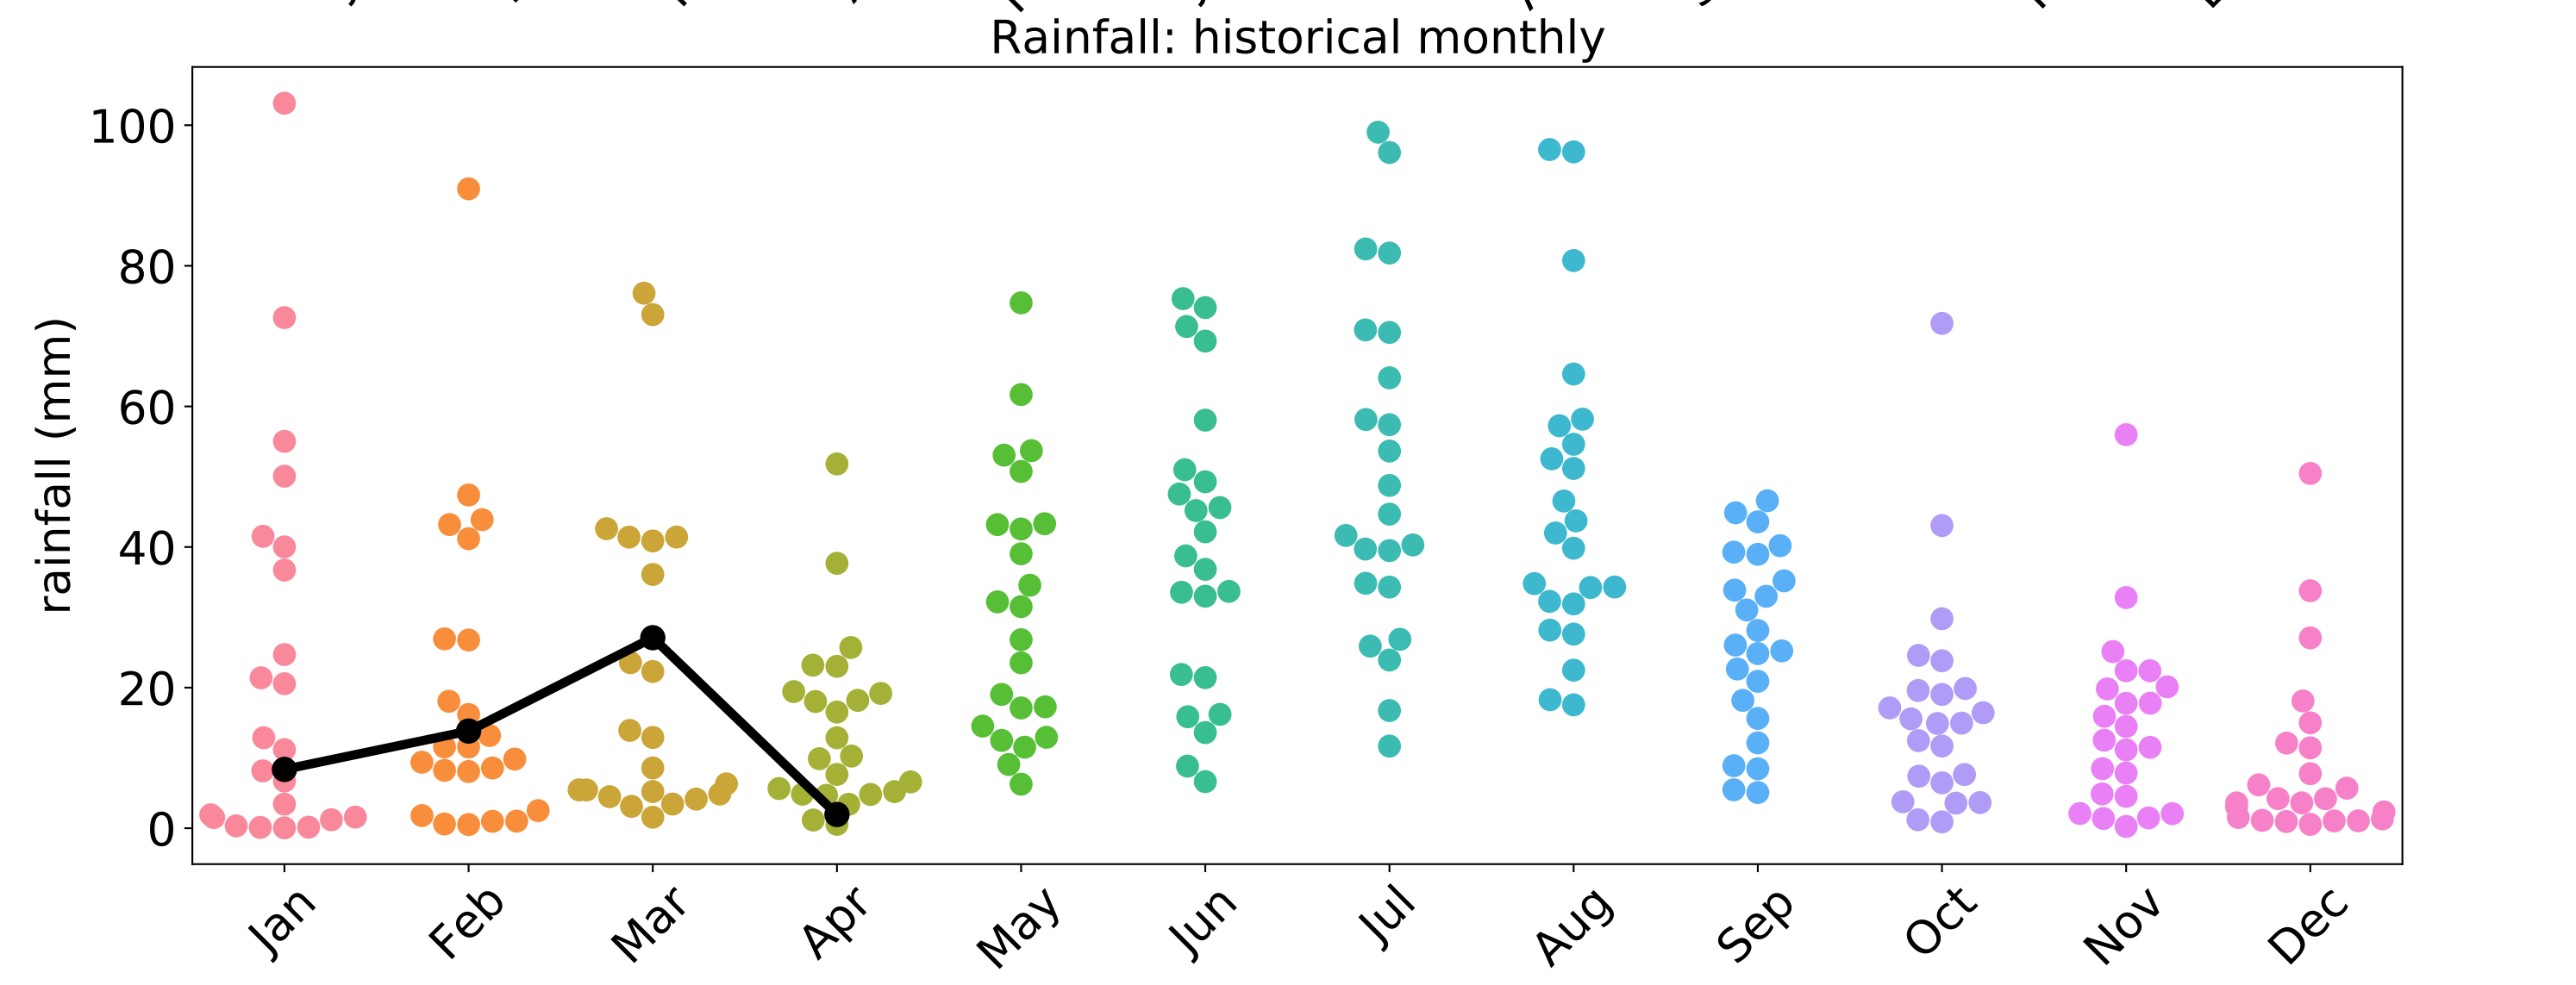 Rainfall: historical monthly
rainfall (mm)
100
80
60
40
20
0
Jan
Feb
Mar
Apr
May
Jun
Jul
Aug
Sep
Oct
Nov
Dec